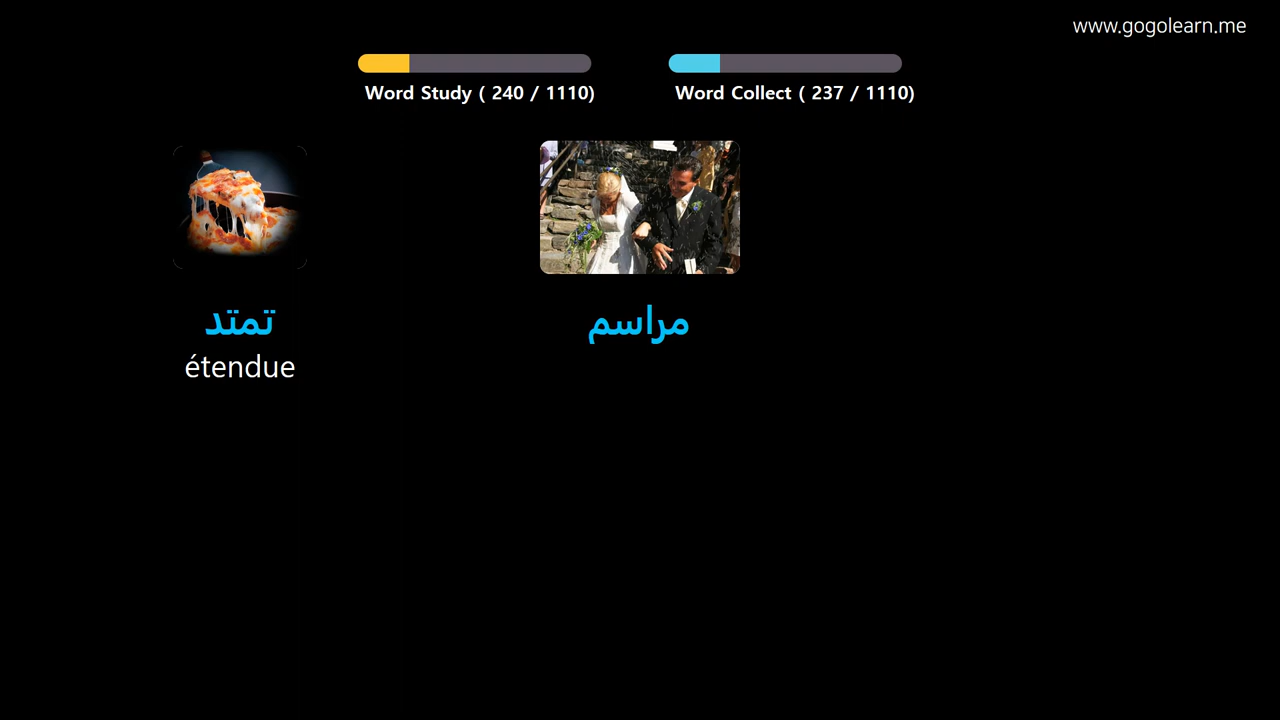 www.gogolearn.me
Word Study ( 240 / 1110)
Word Collect ( 237 / 1110)
تمتد
étendue
مراسم